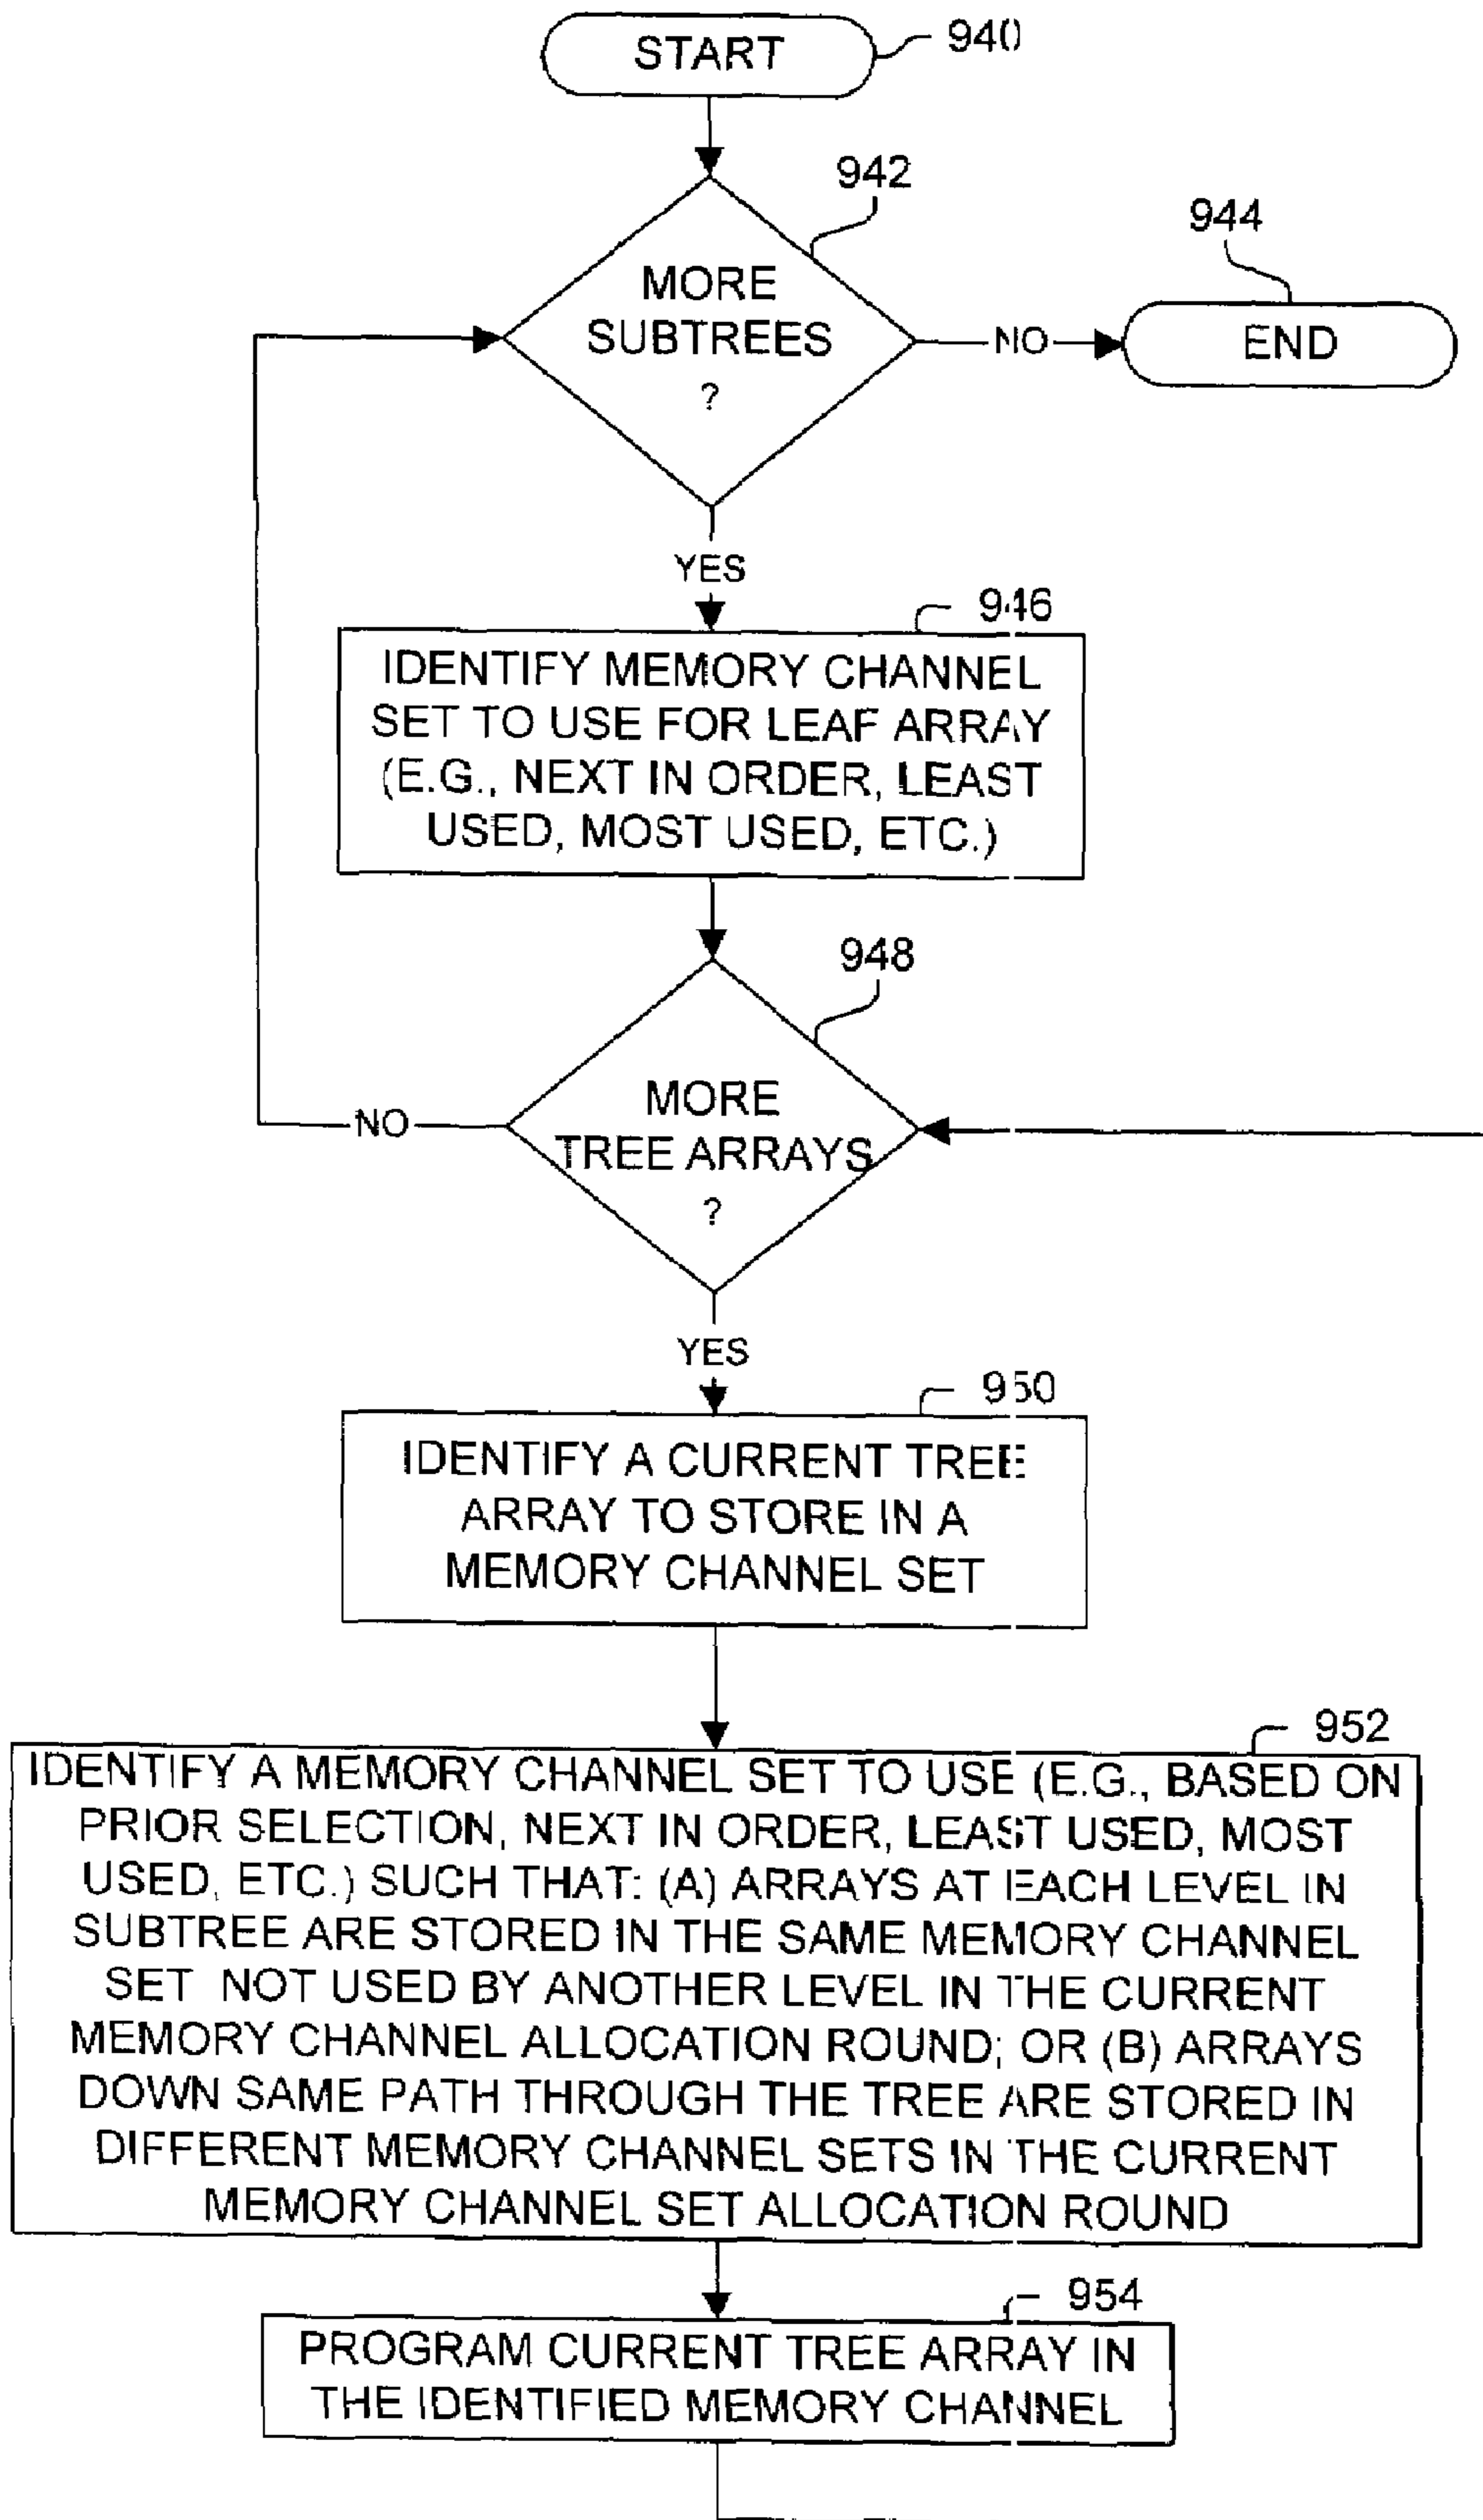 START
940
942
944
MORE
SUBTREES
?
NO
END
YES
946
IDENTIFY MEMORY CHANNEL
SET TO USE FOR LEAF ARRAY
(E.G., NEXT IN ORDER, LEAST
USED, MOST USED, ETC.)
948
MORE
TREE ARRAYS
?
NO
YES
950
IDENTIFY A CURRENT TREE
ARRAY TO STORE IN A
MEMORY CHANNEL SET
952
IDENTIFY A MEMORY CHANNEL SET TO USE (E.G., BASED ON
PRIOR SELECTION, NEXT IN ORDER, LEAST USED, MOST
USED, ETC.) SUCH THAT: (A) ARRAYS AT EACH LEVEL IN
SUBTREE ARE STORED IN THE SAME MEMORY CHANNEL
SET NOT USED BY ANOTHER LEVEL IN THE CURRENT
MEMORY CHANNEL ALLOCATION ROUND; OR (B) ARRAYS
DOWN SAME PATH THROUGH THE TREE ARE STORED IN
DIFFERENT MEMORY CHANNEL SETS IN THE CURRENT
MEMORY CHANNEL SET ALLOCATION ROUND
954
PROGRAM CURRENT TREE ARRAY IN
THE IDENTIFIED MEMORY CHANNEL